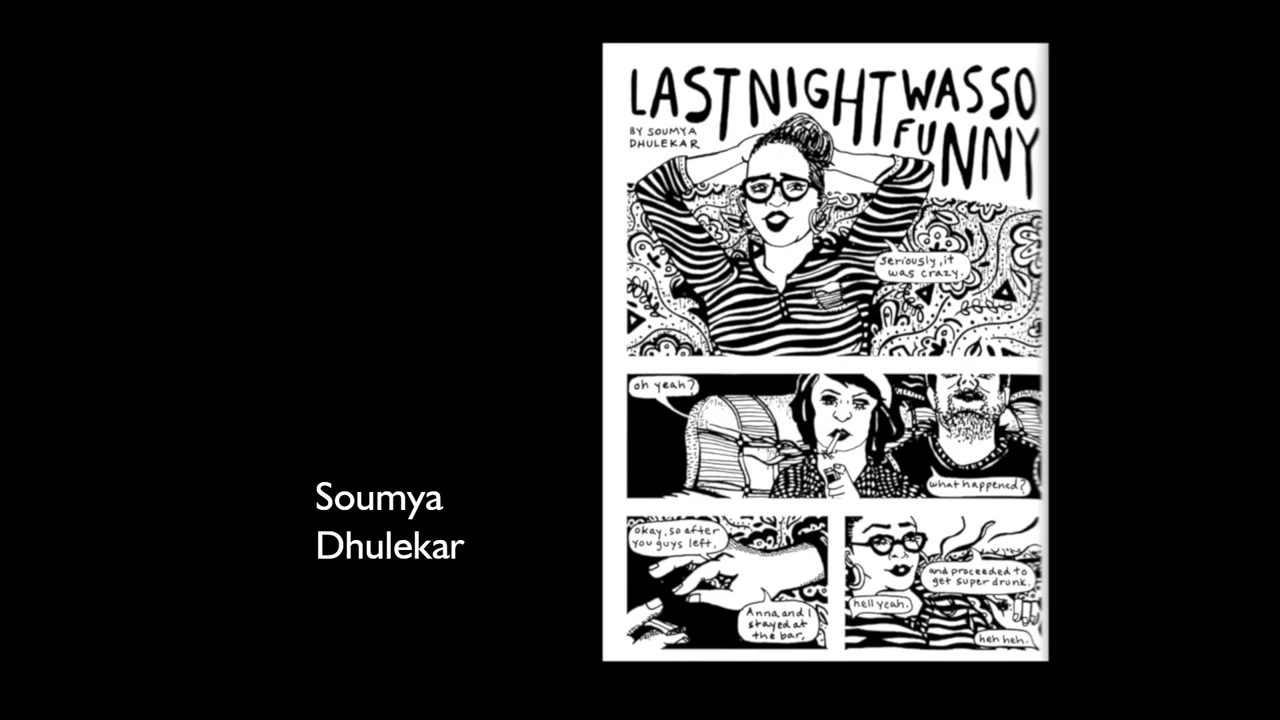 Soumya
Dhulekar
LAST NIGHT WAS SO
FUNNY
BY SOUMYA
DHULEKAR
seriously, it
was crazy.
oh yeah?
what happened?
okay, so after
you guys left,
Anna and I
stayed at
the bar,
and proceeded to
get super drunk.
hell yeah.
heh heh.